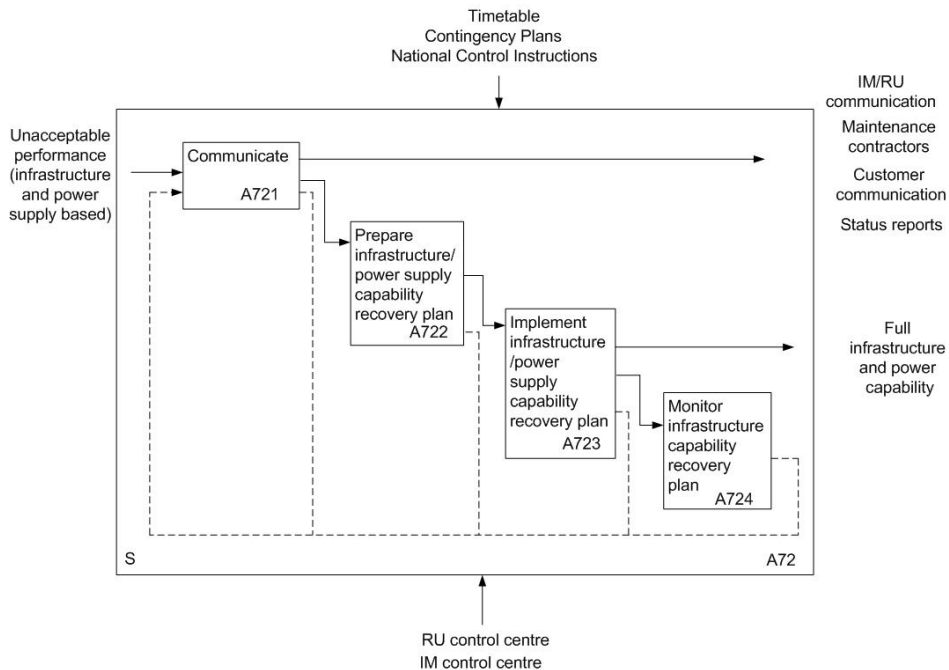 Timetable
Contingency Plans
National Control Instructions
IM/RU
communication
Maintenance
contractors
Customer
communication
Status reports
Unacceptable
performance
(infrastructure
and power
supply based)
Communicate
A721
Prepare
infrastructure/
power supply
capability
recovery plan
A722
Implement
infrastructure
/power
supply
capability
recovery plan
A723
Full
infrastructure
and power
capability
Monitor
infrastructure
capability
recovery
plan
A724
S
A72
RU control centre
IM control centre